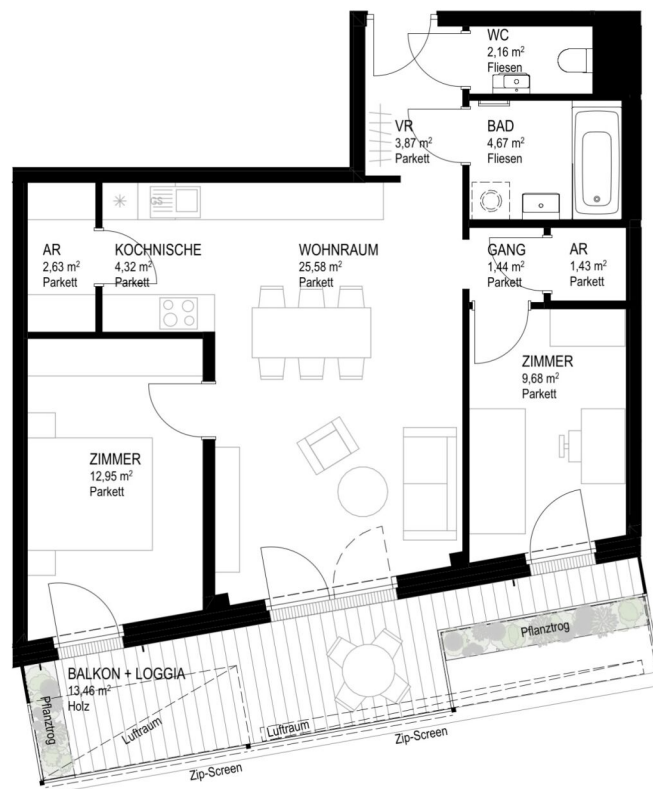 WC
2,16 m²
Fliesen
VR
3,87 m²
Parkett
BAD
4,67 m²
Fliesen
GS
AR
2,63 m²
Parkett
KOCHNISCHE
4,32 m²
Parkett
WOHNRAUM
25,58 m²
Parkett
GANG
1,44 m²
Parkett
AR
1,43 m²
Parkett
ZIMMER
9,68 m²
Parkett
ZIMMER
12,95 m²
Parkett
Pflanztrog
BALKON + LOGGIA
13,46 m²
Holz
Pflanztrog
Luftraum
Luftraum
Zip-Screen
Zip-Screen